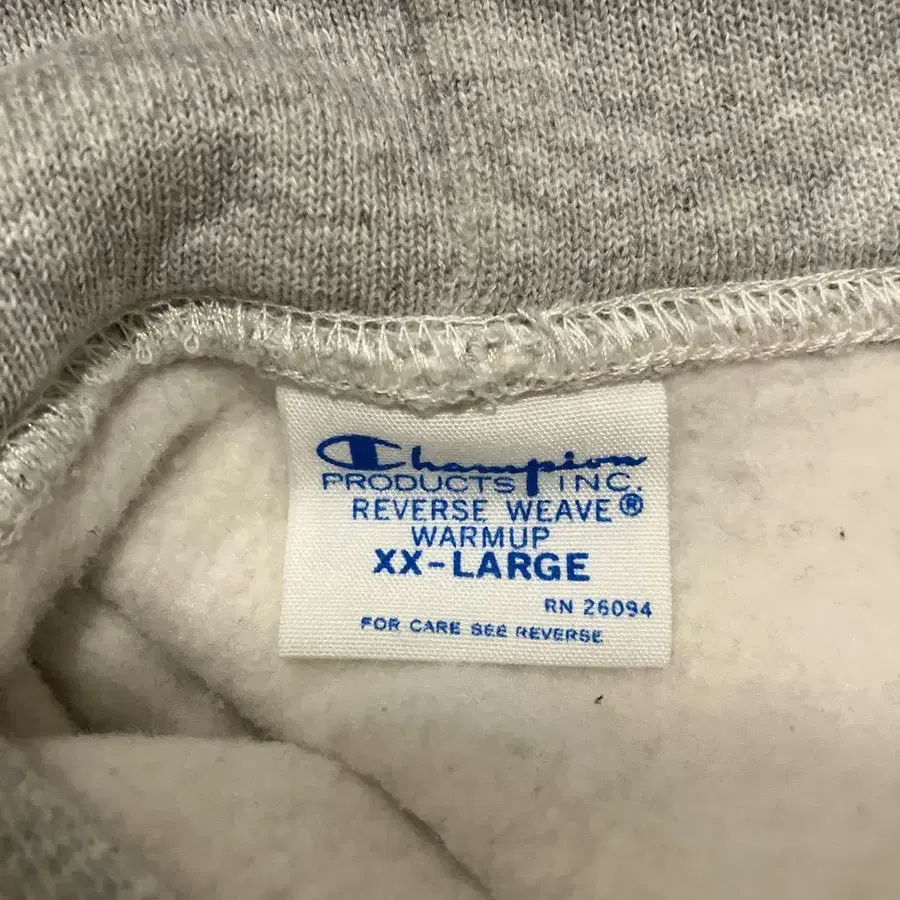 Champion
PRODUCTS INC.
REVERSE WEAVE®
WARMUP
XX-LARGE
RN 26094
FOR CARE SEE REVERSE